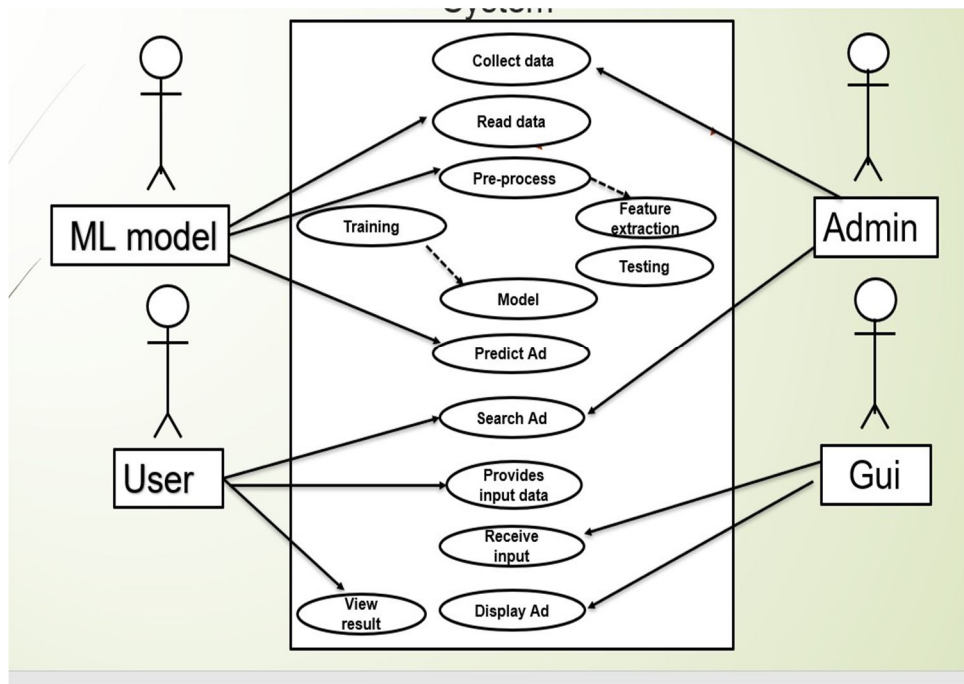 System
Collect data
Read data
Pre-process
Feature
extraction
Training
Testing
ML model
Admin
Model
Predict Ad
Search Ad
User
Provides
input data
Gui
Receive
input
View
result
Display Ad